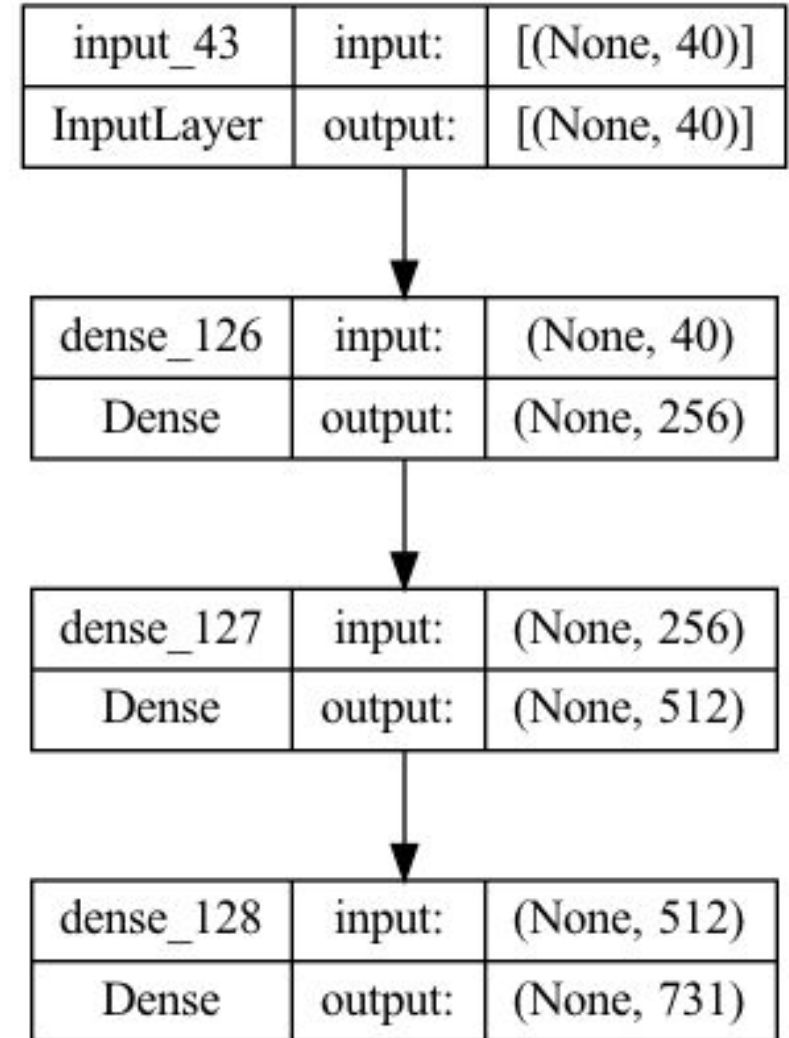 input_43 input: [(None, 40)]
InputLayer output: [(None, 40)]
dense_126 input: (None, 40)
Dense output: (None, 256)
dense_127 input: (None, 256)
Dense output: (None, 512)
dense_128 input: (None, 512)
Dense output: (None, 731)